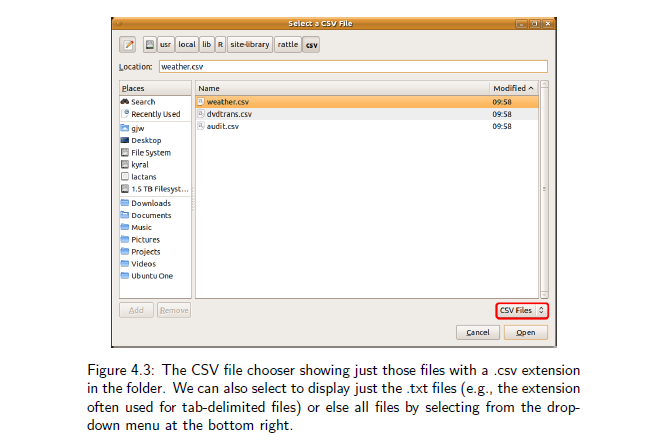 Select a CSV File
usr local lib R site-library rattle csv
Location: weather.csv
Places
Search
Recently Used
gjw
Desktop
File System
kyral
lactans
1.5 TB Filesyst...
Downloads
Documents
Music
Pictures
Projects
Videos
Ubuntu One
Name Modified
weather.csv 09:58
dvdtrans.csv 09:58
audit.csv 09:58
Add Remove
CSV Files
Cancel Open
Figure 4.3: The CSV file chooser showing just those files with a .csv extension
in the folder. We can also select to display just the .txt files (e.g., the extension
often used for tab-delimited files) or else all files by selecting from the drop-
down menu at the bottom right.